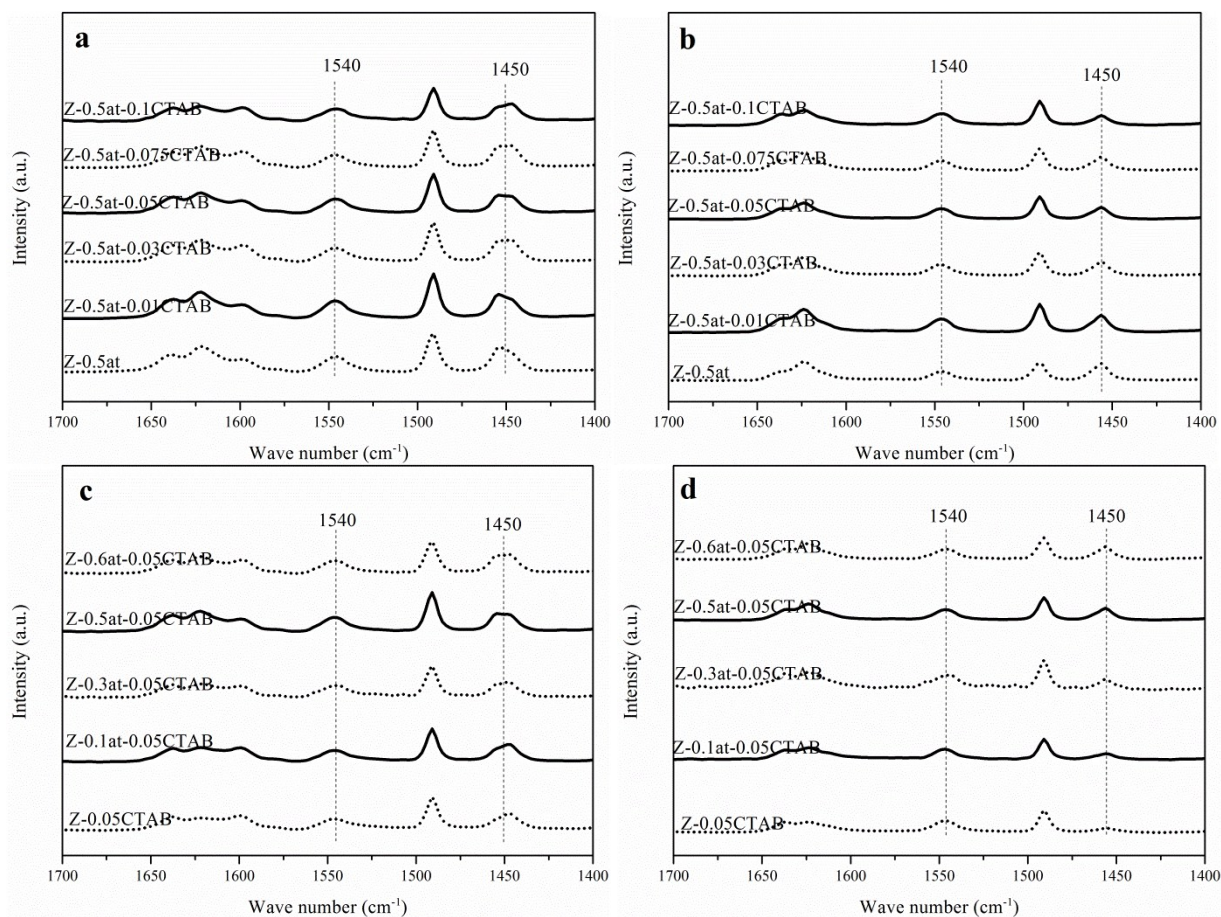 a
1540
1450
Z-0.5at-0.1CTAB
Z-0.5at-0.075CTAB
Z-0.5at-0.05CTAB
Z-0.5at-0.03CTAB
Z-0.5at-0.01CTAB
Z-0.5at
Intensity (a.u.)
1700 1650 1600 1550 1500 1450 1400
Wave number (cm⁻¹)
b
1540
1450
Z-0.5at-0.1CTAB
Z-0.5at-0.075CTAB
Z-0.5at-0.05CTAB
Z-0.5at-0.03CTAB
Z-0.5at-0.01CTAB
Z-0.5at
Intensity (a.u.)
1700 1650 1600 1550 1500 1450 1400
Wave number (cm⁻¹)
c
1540
1450
Z-0.6at-0.05CTAB
Z-0.5at-0.05CTAB
Z-0.3at-0.05CTAB
Z-0.1at-0.05CTAB
Z-0.05CTAB
Intensity (a.u.)
1700 1650 1600 1550 1500 1450 1400
Wave number (cm⁻¹)
d
1540
1450
Z-0.6at-0.05CTAB
Z-0.5at-0.05CTAB
Z-0.3at-0.05CTAB
Z-0.1at-0.05CTAB
Z-0.05CTAB
Intensity (a.u.)
1700 1650 1600 1550 1500 1450 1400
Wave number (cm⁻¹)